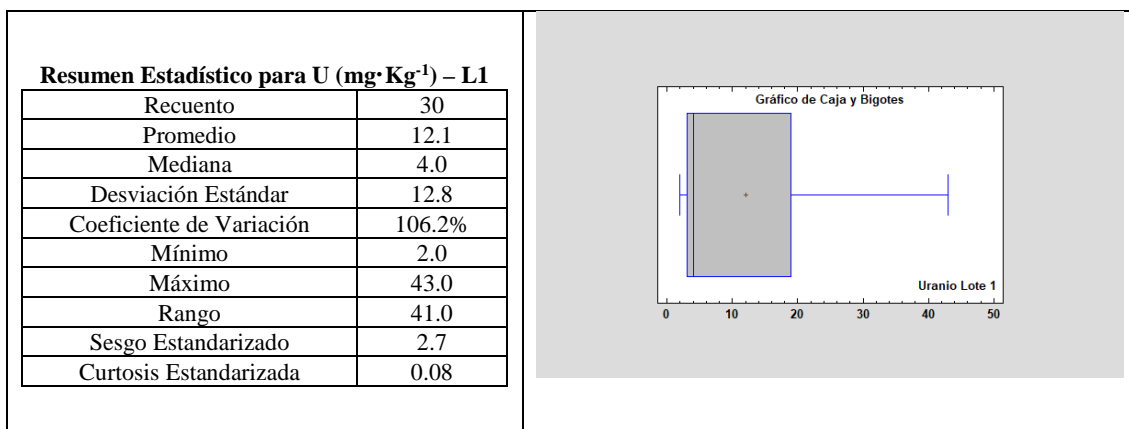 Resumen Estadístico para U (mg·Kg-1) – L1
Recuento 30
Promedio 12.1
Mediana 4.0
Desviación Estándar 12.8
Coeficiente de Variación 106.2%
Mínimo 2.0
Máximo 43.0
Rango 41.0
Sesgo Estandarizado 2.7
Curtosis Estandarizada 0.08
Gráfico de Caja y Bigotes
Uranio Lote 1
0 10 20 30 40 50